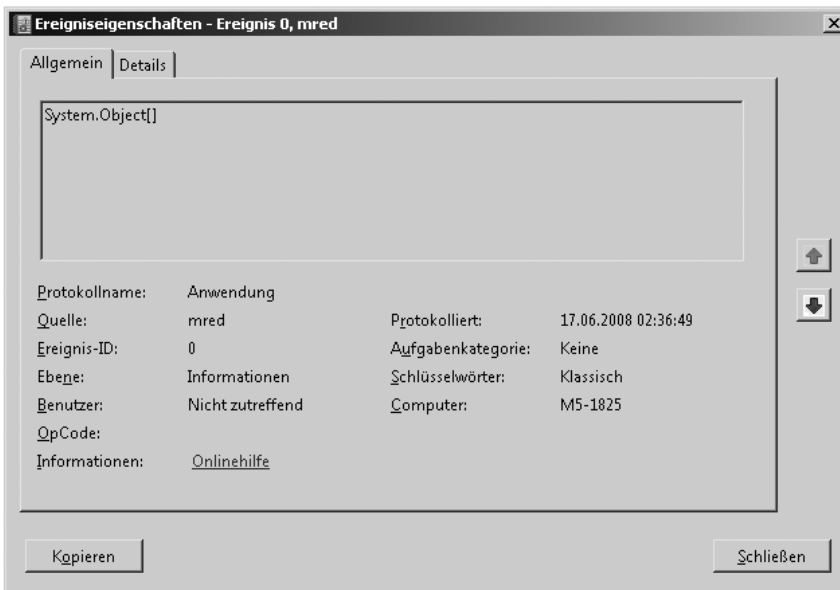 Ereigniseigenschaften - Ereignis 0, mred
Allgemein Details
System.Object[]
Protokollname: Anwendung
Quelle: mred Protokolliert: 17.06.2008 02:36:49
Ereignis-ID: 0 Aufgabenkategorie: Keine
Ebene: Informationen Schlüsselwörter: Klassisch
Benutzer: Nicht zutreffend Computer: M5-1825
OpCode:
Informationen: Onlinehilfe
Kopieren Schließen